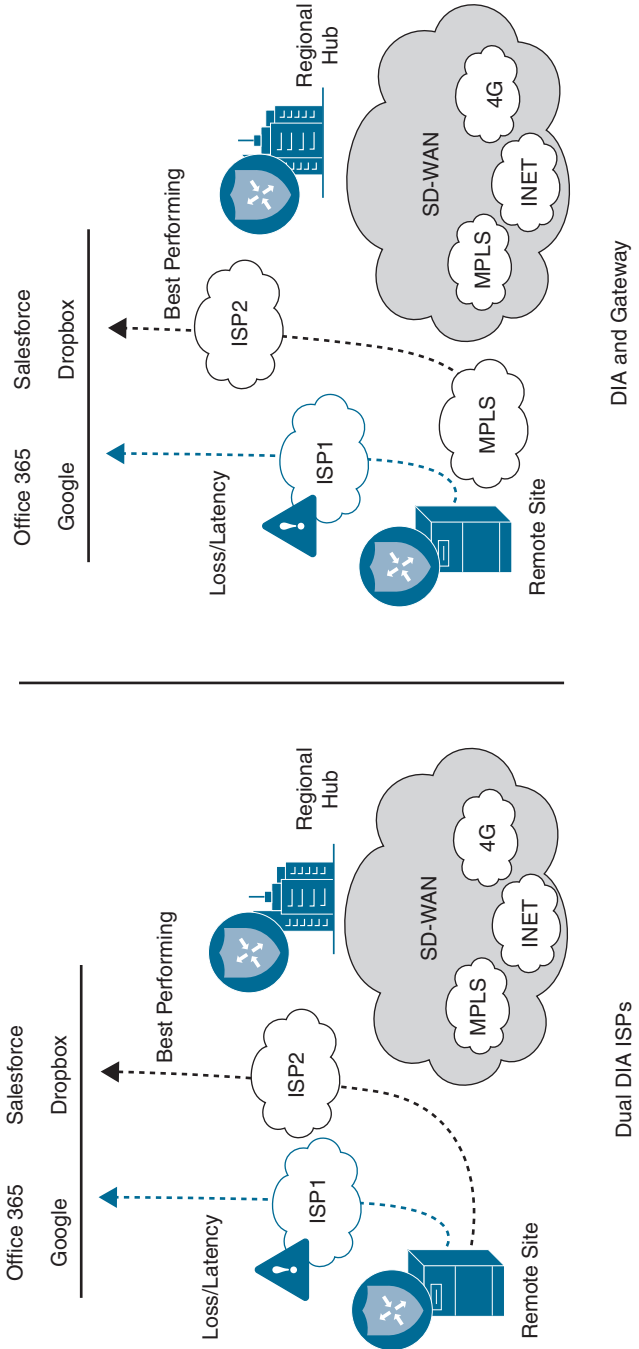 Office 365
Salesforce
Google
Dropbox
Loss/Latency
Best Performing
ISP1
ISP2
Regional
Hub
SD-WAN
MPLS
INET
4G
Remote Site
Dual DIA ISPs
Office 365
Salesforce
Google
Dropbox
Loss/Latency
Best Performing
ISP1
ISP2
Regional
Hub
MPLS
SD-WAN
MPLS
INET
4G
Remote Site
DIA and Gateway